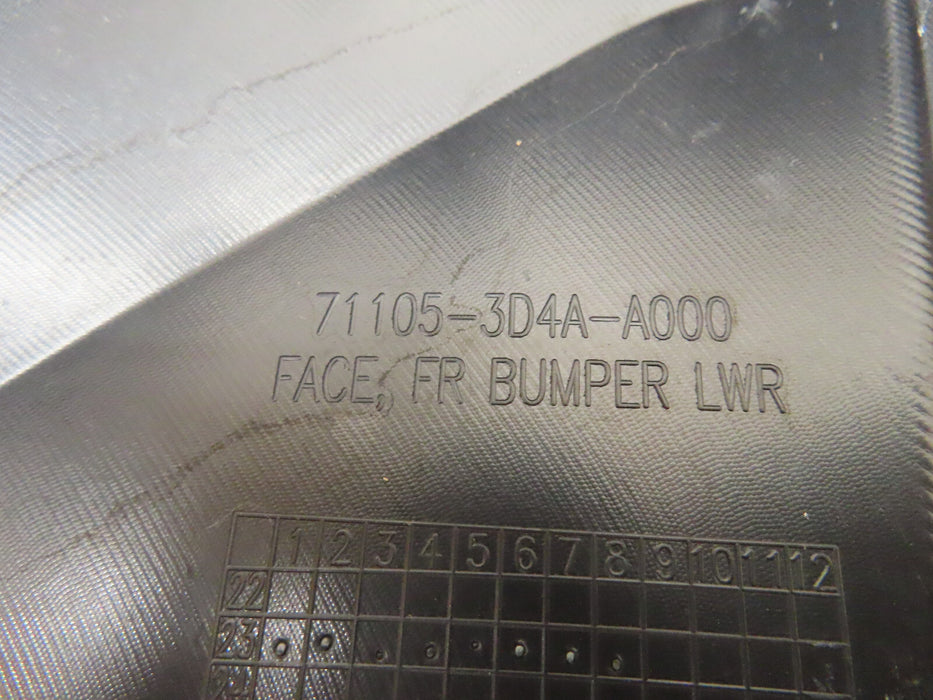 71105-3D4A-A000
FACE, FR BUMPER LWR
1 2 3 4 5 6 7 8 9 10 11 12
22
23
24